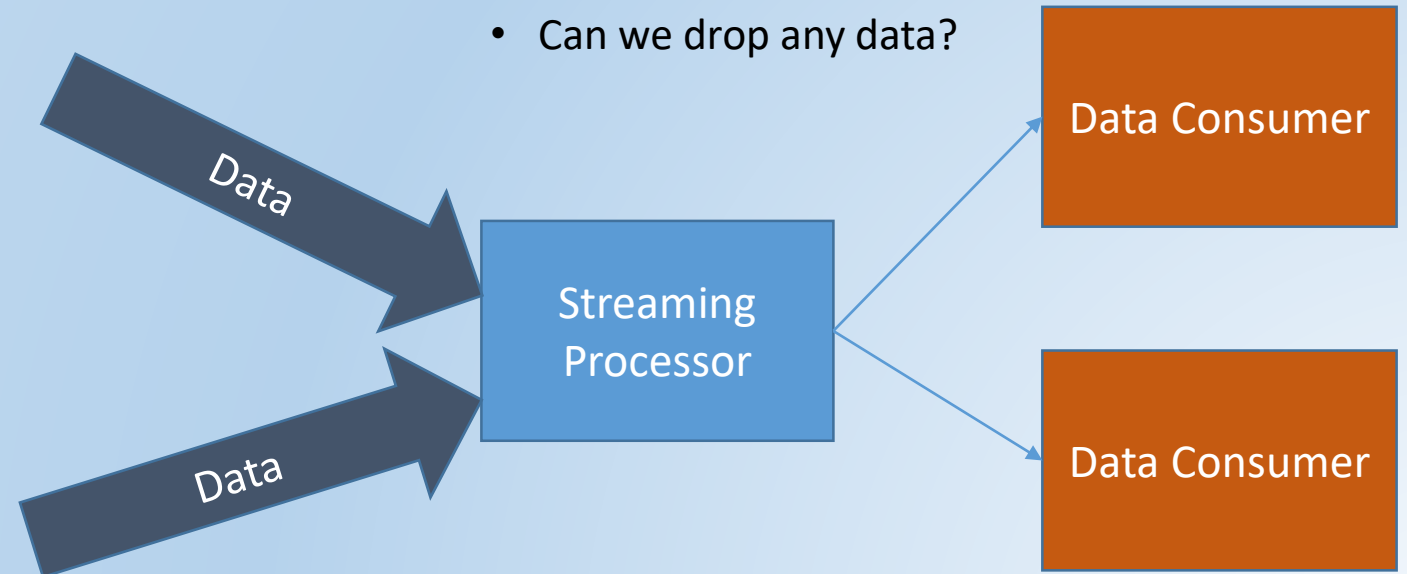 • Can we drop any data?
Data Consumer
Data
Streaming
Processor
Data Consumer
Data